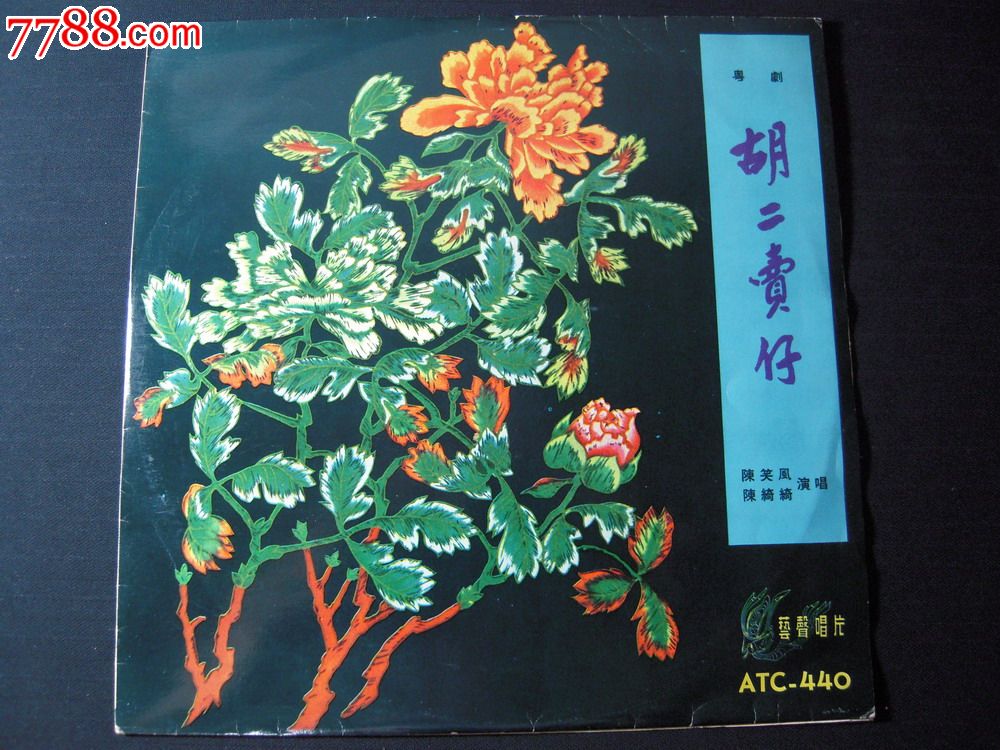 7788.com
粵劇
胡二賣仔
陳笑風
陳綺綺
演唱
藝聲唱片
ATC-440